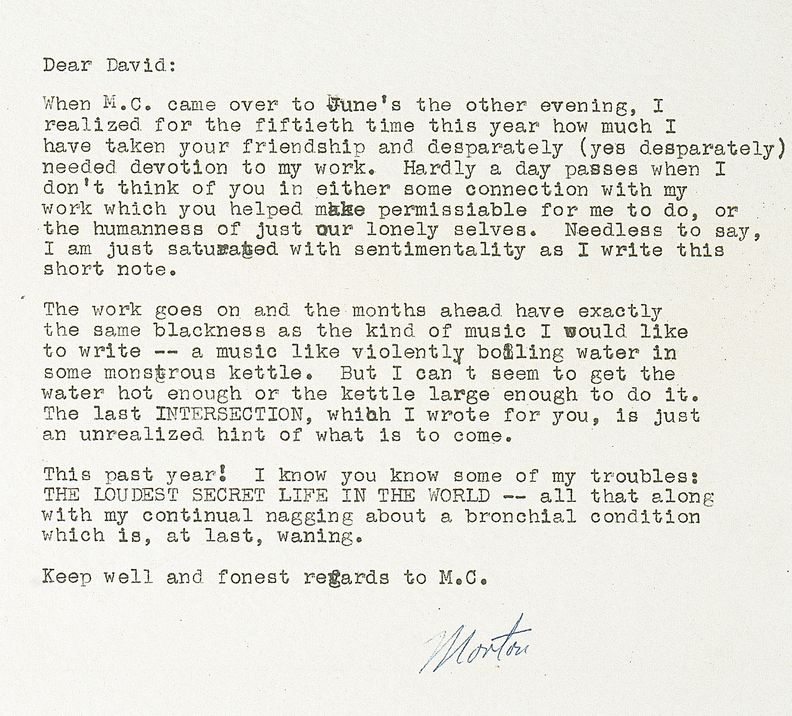 Dear David:
When M.C. came over to June's the other evening, I
realized for the fiftieth time this year how much I
have taken your friendship and desparately (yes desparately)
needed devotion to my work.  Hardly a day passes when I
don't think of you in either some connection with my
work which you helped make permissiable for me to do, or
the humanness of just our lonely selves.  Needless to say,
I am just saturated with sentimentality as I write this
short note.
The work goes on and the months ahead have exactly
the same blackness as the kind of music I would like
to write -- a music like violently boiling water in
some monstrous kettle.  But I can t seem to get the
water hot enough or the kettle large enough to do it.
The last INTERSECTION, which I wrote for you, is just
an unrealized hint of what is to come.
This past year!  I know you know some of my troubles:
THE LOUDEST SECRET LIFE IN THE WORLD -- all that along
with my continual nagging about a bronchial condition
which is, at last, waning.
Keep well and fonest regards to M.C.
Morton